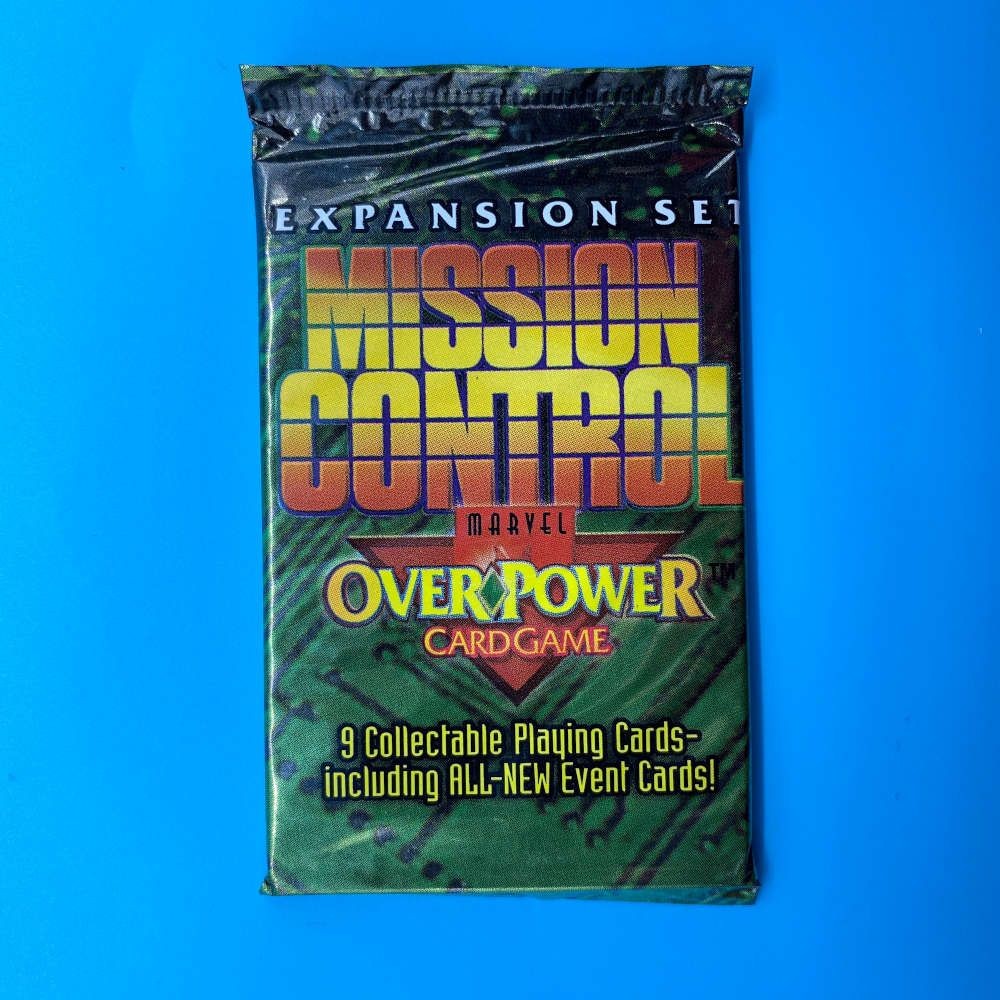 EXPANSION SET
MISSION
CONTROL
MARVEL
OVERPOWER™
CARD GAME
9 Collectable Playing Cards-
including ALL-NEW Event Cards!